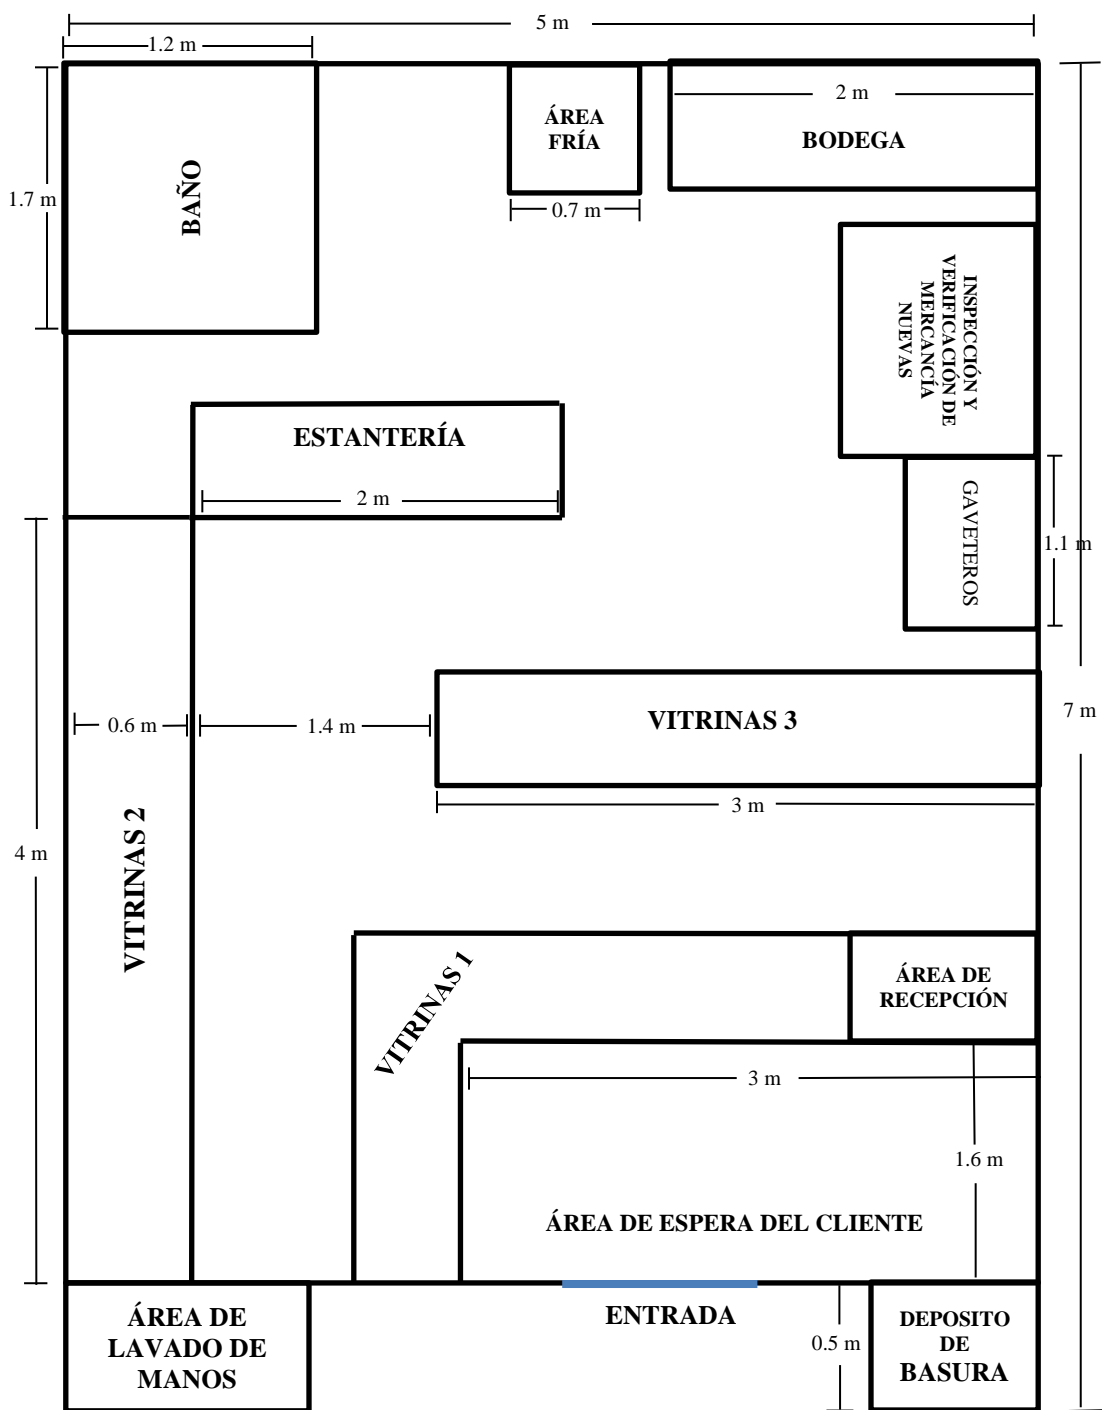 5 m
1.2 m
ÁREA
FRÍA
2 m
BODEGA
1.7 m
BAÑO
0.7 m
INSPECCIÓN Y
VERIFICACIÓN DE
MERCANCÍA
NUEVAS
ESTANTERÍA
2 m
GAVETEROS
1.1 m
0.6 m
1.4 m
VITRINAS 3
7 m
3 m
VITRINAS 2
4 m
VITRINAS 1
ÁREA DE
RECEPCIÓN
3 m
1.6 m
ÁREA DE ESPERA DEL CLIENTE
ÁREA DE
LAVADO DE
MANOS
ENTRADA
0.5 m
DEPOSITO
DE
BASURA